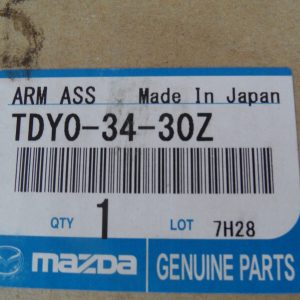 ARM ASS Made In Japan
TDY0-34-30Z
QTY 1 LOT 7H28
mazda GENUINE PARTS